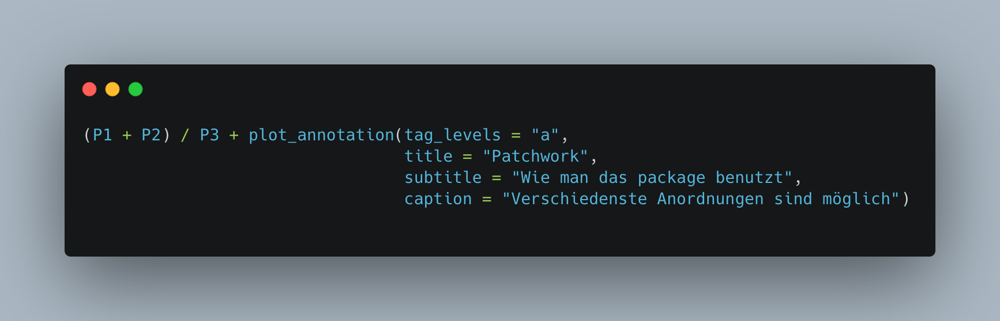 (P1 + P2) / P3 + plot_annotation(tag_levels = "a",
title = "Patchwork",
subtitle = "Wie man das package benutzt",
caption = "Verschiedenste Anordnungen sind möglich")